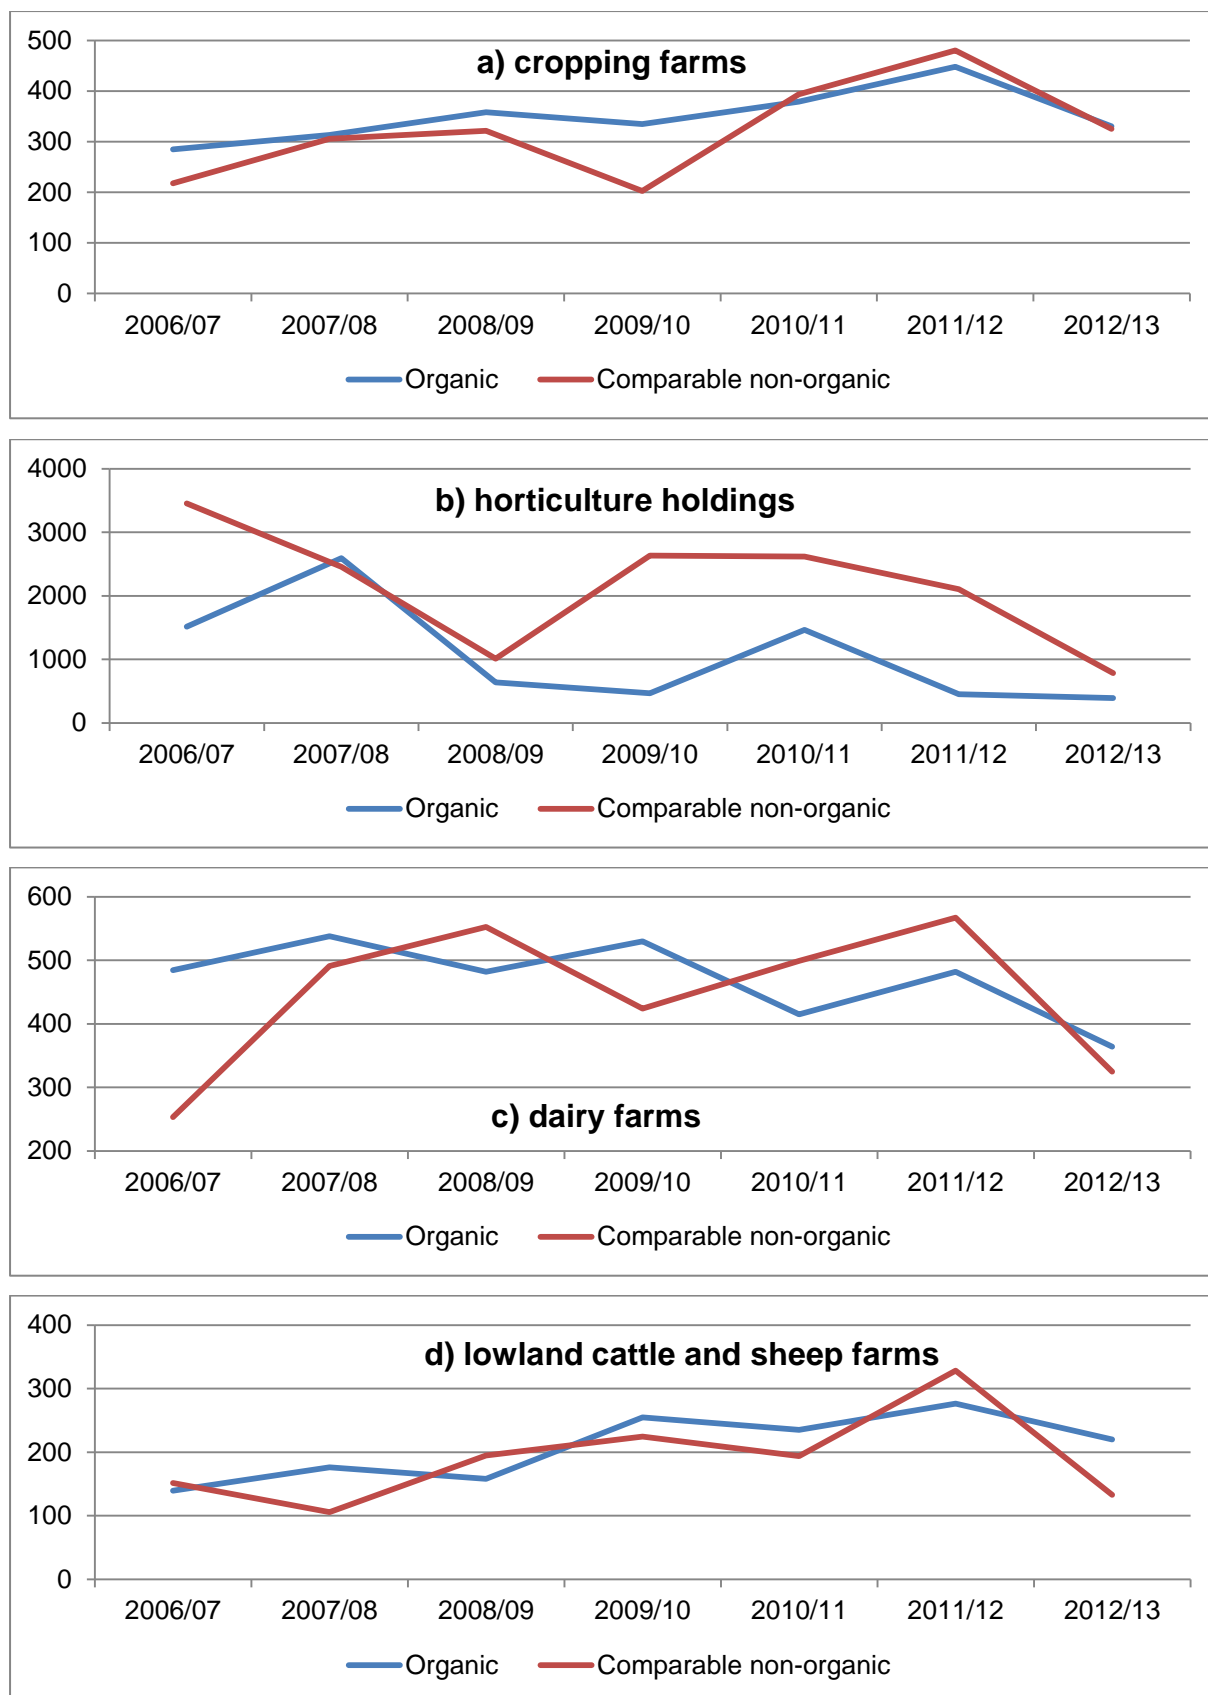 a) cropping farms
500
400
300
200
100
0
2006/07 2007/08 2008/09 2009/10 2010/11 2011/12 2012/13
Organic Comparable non-organic
b) horticulture holdings
4000
3000
2000
1000
0
2006/07 2007/08 2008/09 2009/10 2010/11 2011/12 2012/13
Organic Comparable non-organic
600
500
400
300
c) dairy farms
200
2006/07 2007/08 2008/09 2009/10 2010/11 2011/12 2012/13
Organic Comparable non-organic
400
d) lowland cattle and sheep farms
300
200
100
0
2006/07 2007/08 2008/09 2009/10 2010/11 2011/12 2012/13
Organic Comparable non-organic